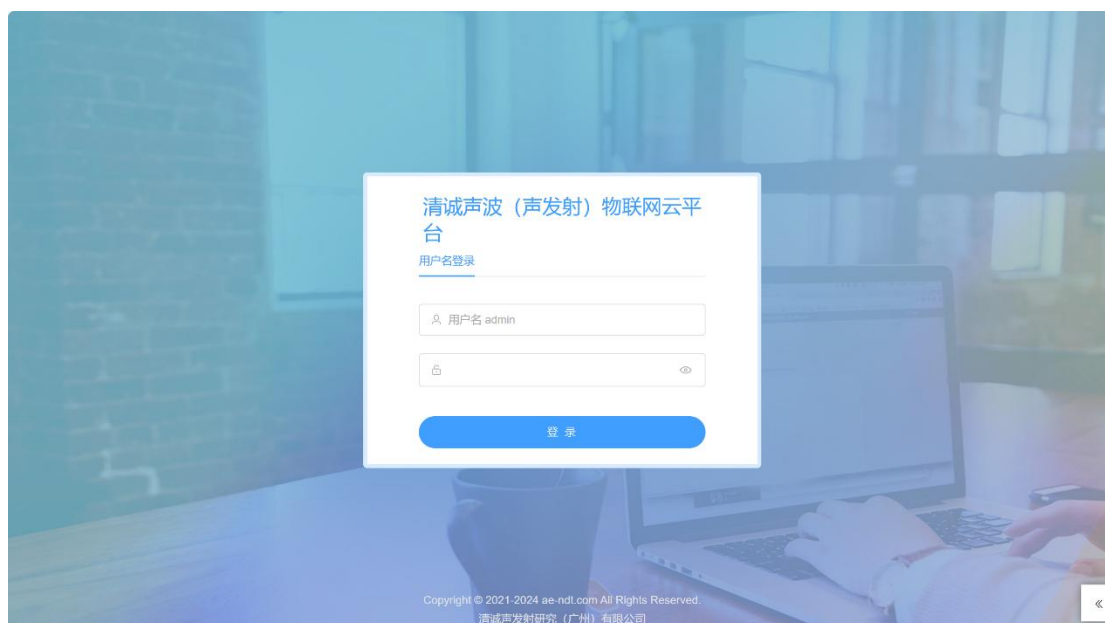 清诚声波（声发射）物联网云平
台
用户名登录
用户名 admin
登 录
Copyright © 2021-2024 ae-ndt.com All Rights Reserved.
清诚声发射研究（广州）有限公司